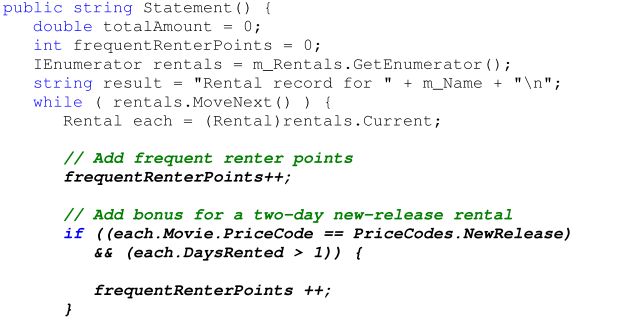 public string Statement() {
double totalAmount = 0;
int frequentRenterPoints = 0;
IEnumerator rentals = m_Rentals.GetEnumerator();
string result = "Rental record for " + m_Name + "\n";
while ( rentals.MoveNext() ) {
Rental each = (Rental)rentals.Current;
// Add frequent renter points
frequentRenterPoints++;
// Add bonus for a two-day new-release rental
if ((each.Movie.PriceCode == PriceCodes.NewRelease)
&& (each.DaysRented > 1)) {
frequentRenterPoints ++;
}